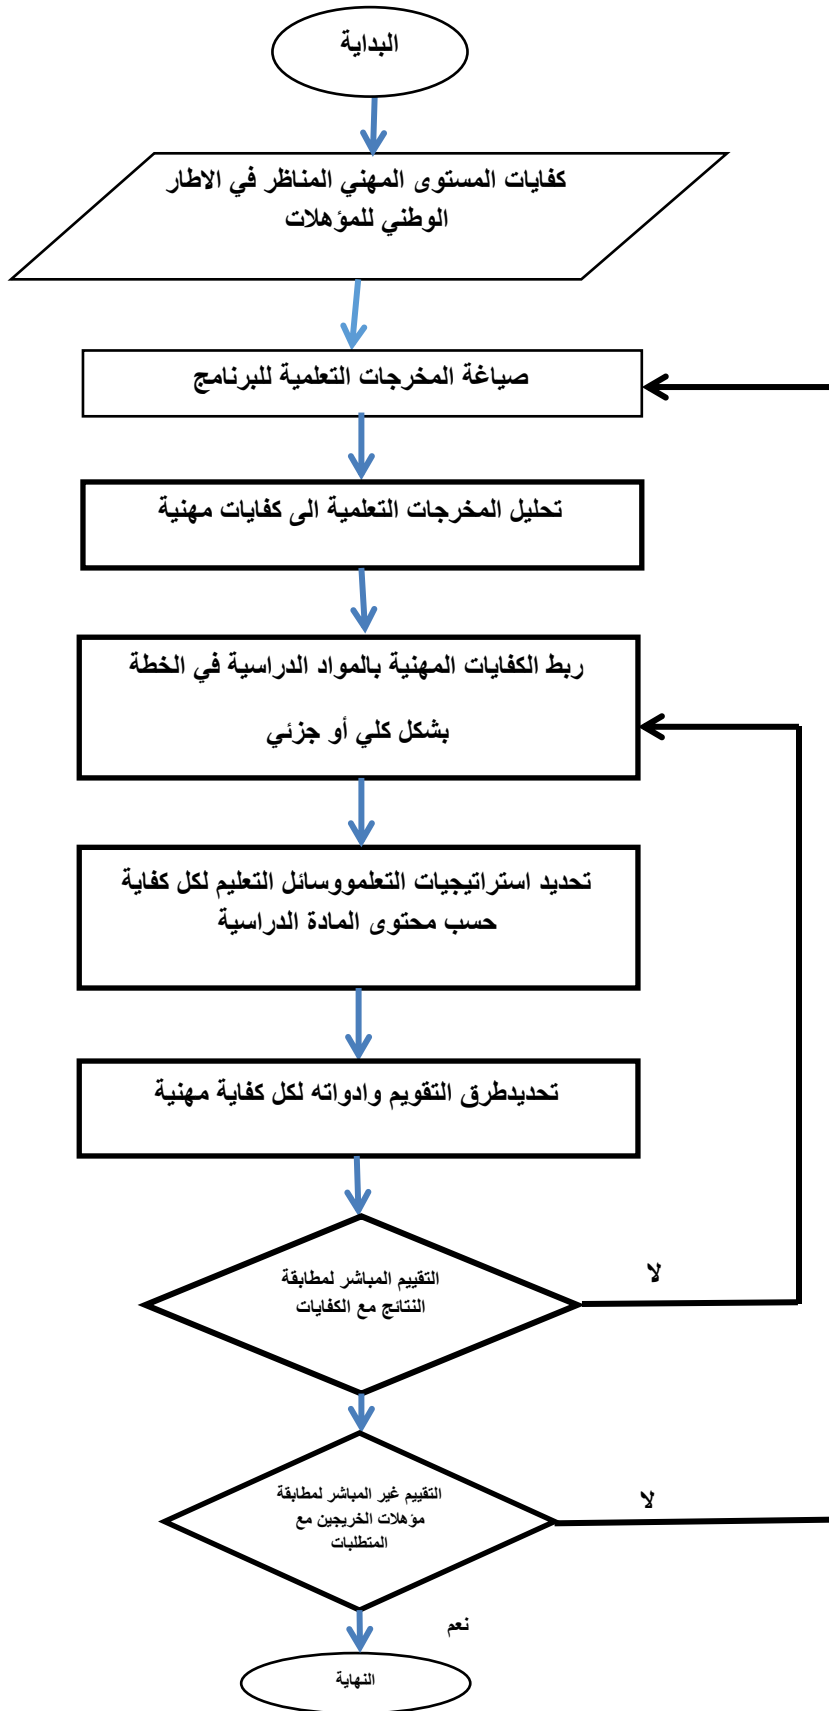 البداية
كفايات المستوى المهني المناظر في الاطار
الوطني للمؤهلات
صياغة المخرجات التعلمية للبرنامج
تحليل المخرجات التعلمية الى كفايات مهنية
ربط الكفايات المهنية بالمواد الدراسية في الخطة
بشكل كلي أو جزئي
تحديد استراتيجيات التعلمووسائل التعليم لكل كفاية
حسب محتوى المادة الدراسية
تحديدطرق التقويم وادواته لكل كفاية مهنية
التقييم المباشر لمطابقة
النتائج مع الكفايات
لا
التقييم غير المباشر لمطابقة
مؤهلات الخريجين مع
المتطلبات
لا
نعم
النهاية